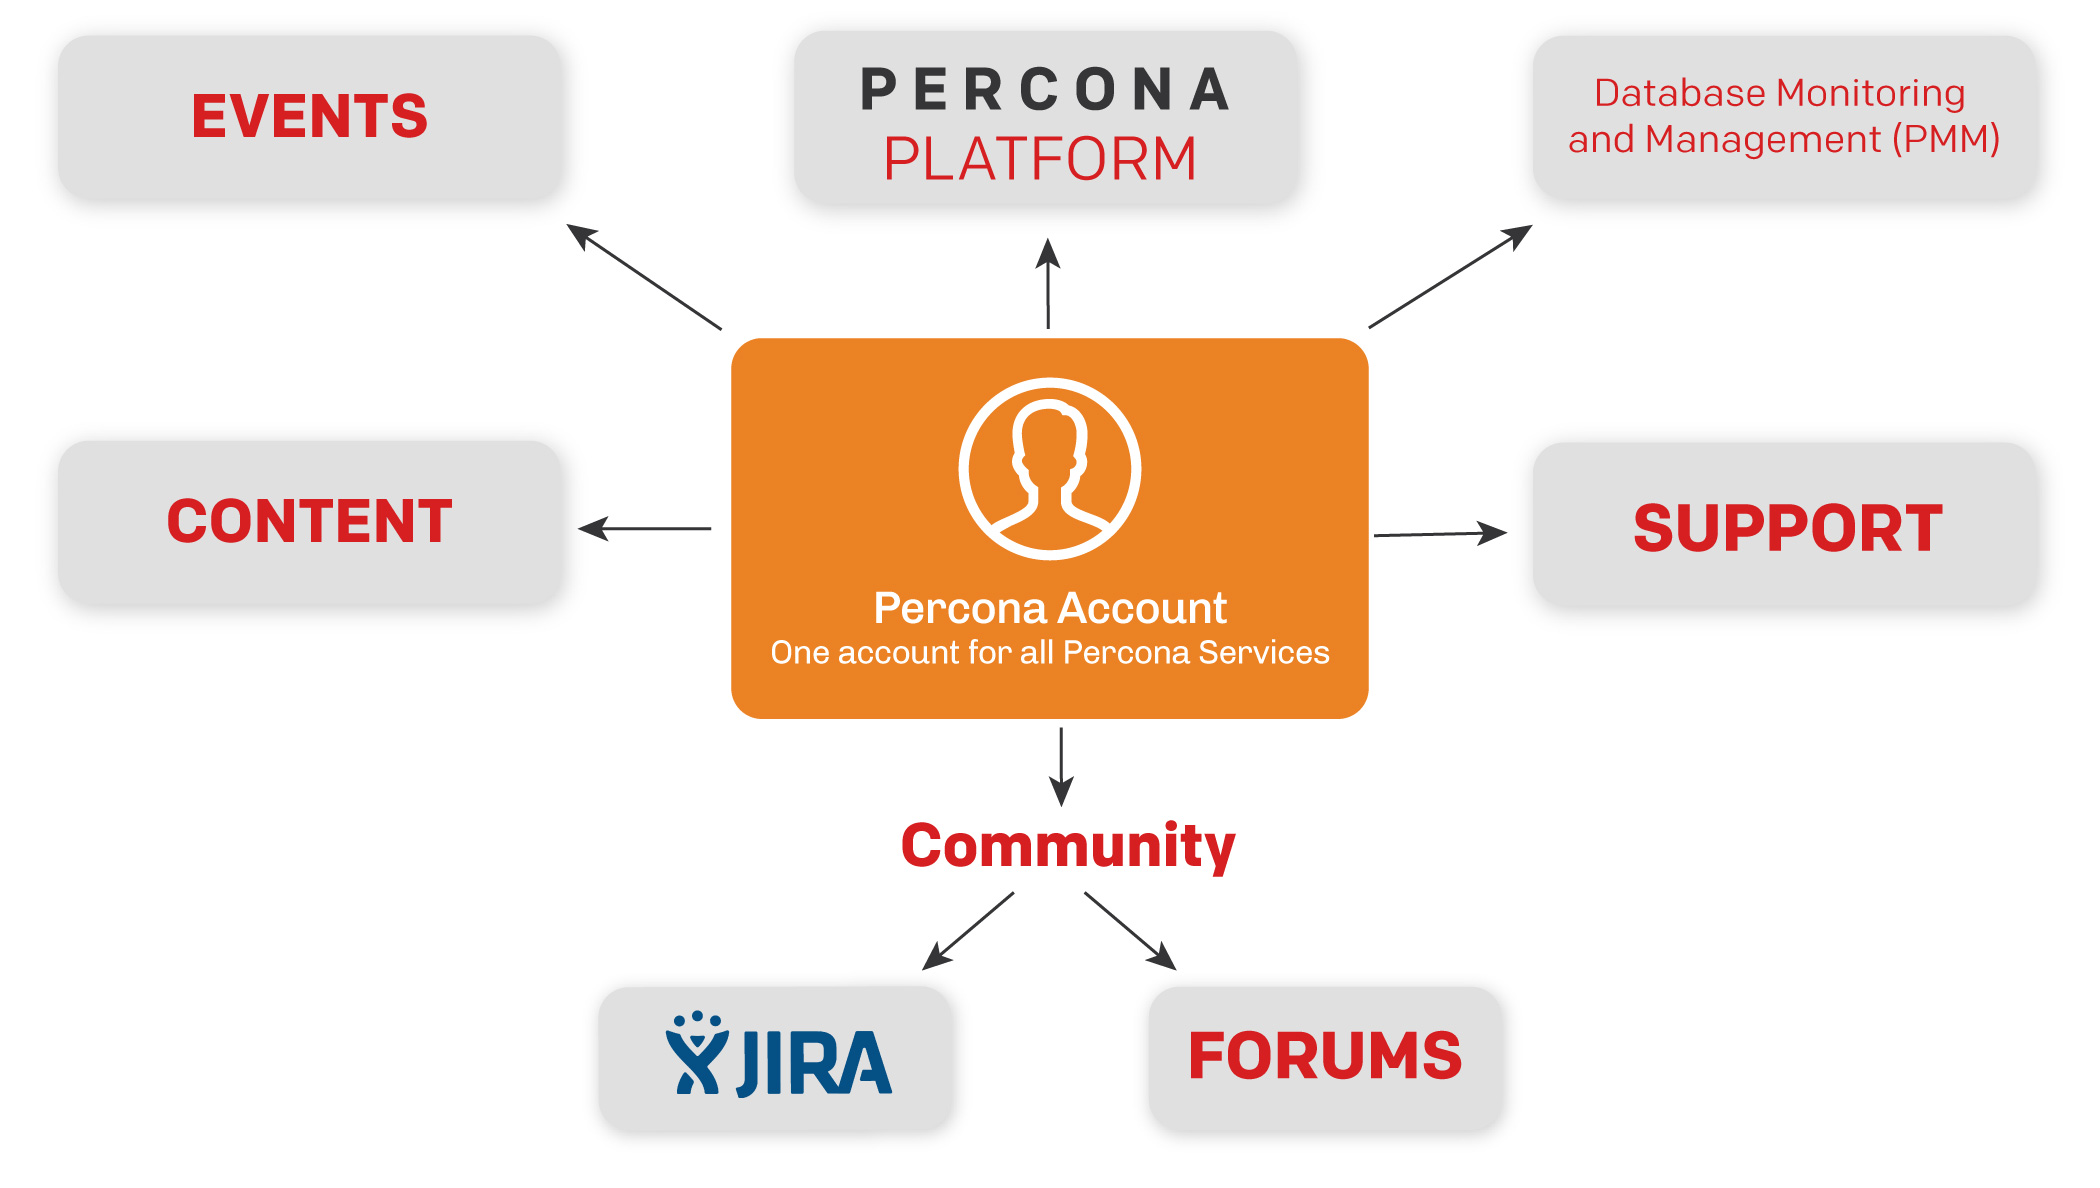 EVENTS
PERCONA
PLATFORM
Database Monitoring
and Management (PMM)
CONTENT
Percona Account
One account for all Percona Services
SUPPORT
Community
JIRA
FORUMS